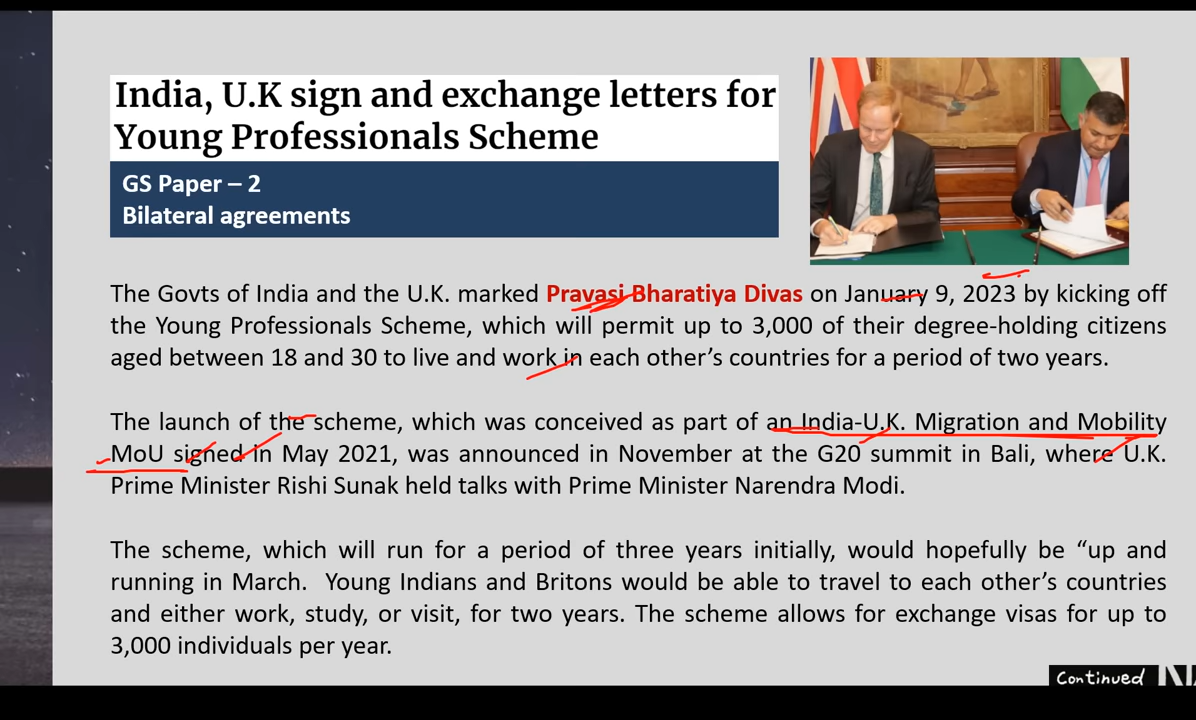 India, U.K sign and exchange letters for
Young Professionals Scheme
GS Paper – 2
Bilateral agreements
The Govts of India and the U.K. marked Pravasi Bharatiya Divas on January 9, 2023 by kicking off
the Young Professionals Scheme, which will permit up to 3,000 of their degree-holding citizens
aged between 18 and 30 to live and work in each other’s countries for a period of two years.
The launch of the scheme, which was conceived as part of an India-U.K. Migration and Mobility
MoU signed in May 2021, was announced in November at the G20 summit in Bali, where U.K.
Prime Minister Rishi Sunak held talks with Prime Minister Narendra Modi.
The scheme, which will run for a period of three years initially, would hopefully be “up and
running in March. Young Indians and Britons would be able to travel to each other’s countries
and either work, study, or visit, for two years. The scheme allows for exchange visas for up to
3,000 individuals per year.
Continued